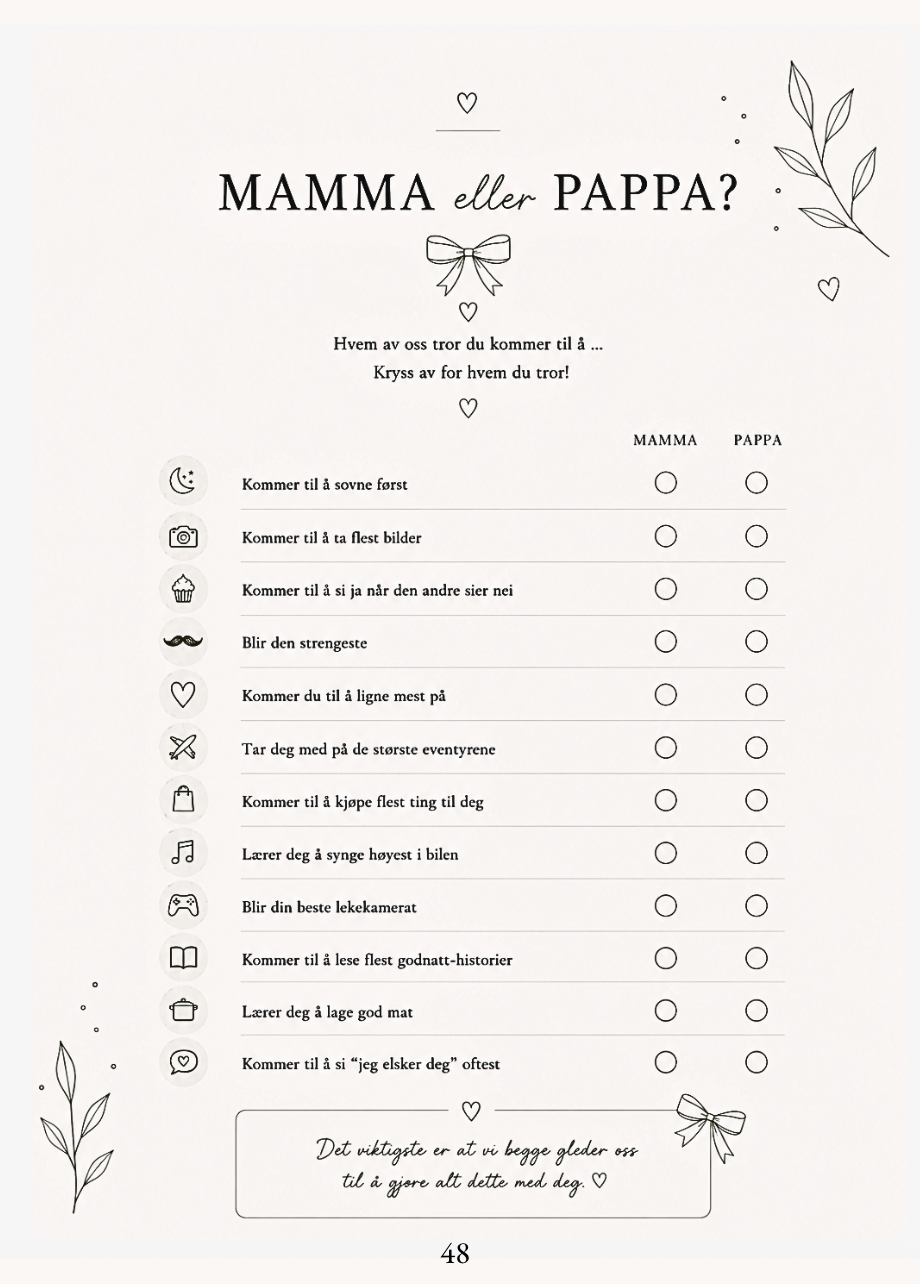 MAMMA eller PAPPA?
Hvem av oss tror du kommer til å ...
Kryss av for hvem du tror!
MAMMA PAPPA
Kommer til å sovne først
Kommer til å ta flest bilder
Kommer til å si ja når den andre sier nei
Blir den strengeste
Kommer du til å ligne mest på
Tar deg med på de største eventyrene
Kommer til å kjøpe flest ting til deg
Lærer deg å synge høyest i bilen
Blir din beste lekekamerat
Kommer til å lese flest godnatt-historier
Lærer deg å lage god mat
Kommer til å si “jeg elsker deg” oftest
Det viktigste er at vi begge gleder oss
til å gjøre alt dette med deg. ♡
48